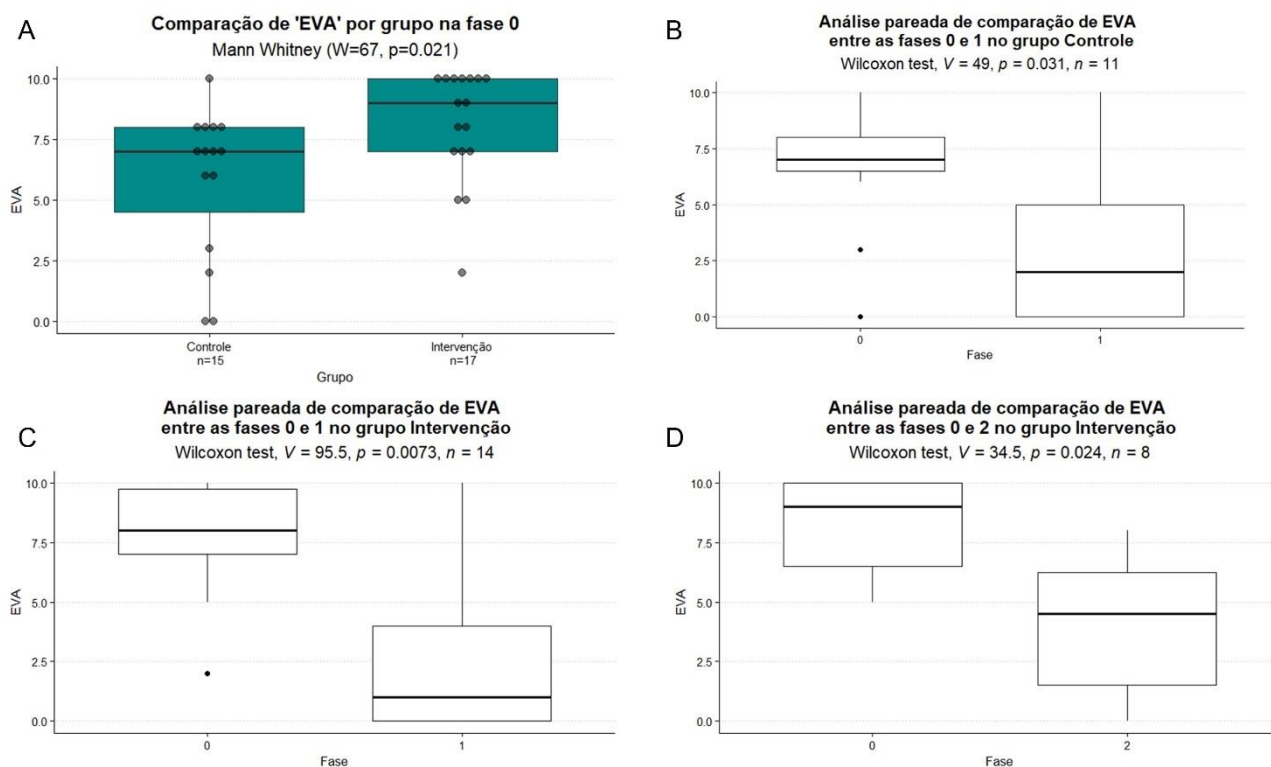 A
Comparação de 'EVA' por grupo na fase 0
Mann Whitney (W=67, p=0.021)
10.0
7.5
5.0
2.5
0.0
EVA
Controle
n=15
Intervenção
n=17
Grupo
B
Análise pareada de comparação de EVA
entre as fases 0 e 1 no grupo Controle
Wilcoxon test, V = 49, p = 0.031, n = 11
10.0
7.5
5.0
2.5
0.0
EVA
0
1
Fase
C
Análise pareada de comparação de EVA
entre as fases 0 e 1 no grupo Intervenção
Wilcoxon test, V = 95.5, p = 0.0073, n = 14
10.0
7.5
5.0
2.5
0.0
EVA
0
1
Fase
D
Análise pareada de comparação de EVA
entre as fases 0 e 2 no grupo Intervenção
Wilcoxon test, V = 34.5, p = 0.024, n = 8
10.0
7.5
5.0
2.5
0.0
EVA
0
2
Fase